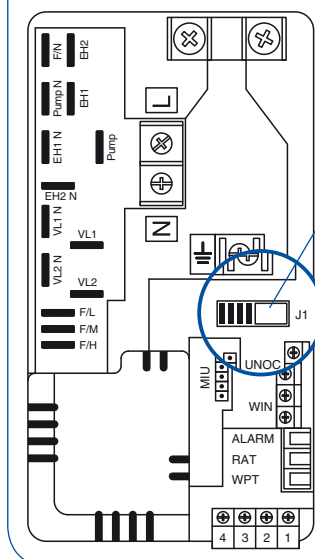 F/N
EH2
Pump N
EH1
EH1 N
Pump
EH2 N
VL1 N
VL1
VL2 N
VL2
F/L
F/M
F/H
L
N
J1
UNOC
MIU
WIN
ALARM
RAT
WPT
4 3 2 1